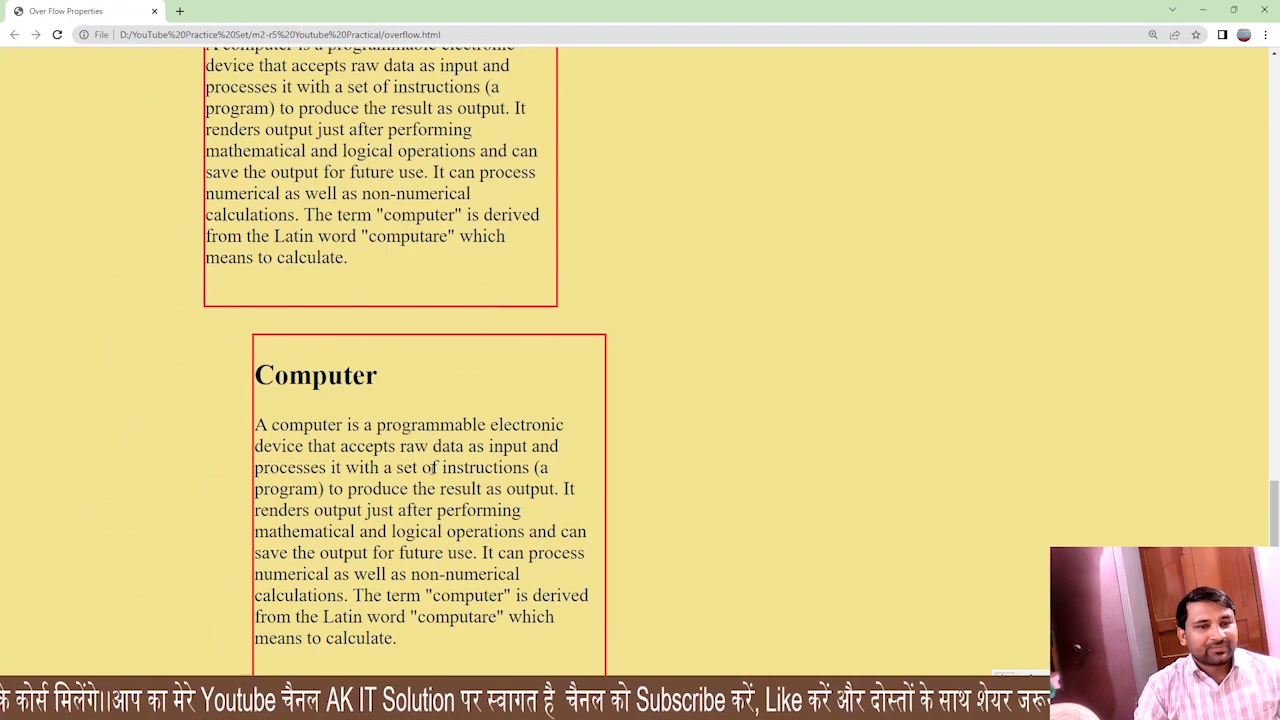 Over Flow Properties
File | D:/YouTube%20Practice%20Set/m2-r5%20Youtube%20Practical/overflow.html
A computer is a programmable electronic
device that accepts raw data as input and
processes it with a set of instructions (a
program) to produce the result as output. It
renders output just after performing
mathematical and logical operations and can
save the output for future use. It can process
numerical as well as non-numerical
calculations. The term "computer" is derived
from the Latin word "computare" which
means to calculate.
Computer
A computer is a programmable electronic
device that accepts raw data as input and
processes it with a set of instructions (a
program) to produce the result as output. It
renders output just after performing
mathematical and logical operations and can
save the output for future use. It can process
numerical as well as non-numerical
calculations. The term "computer" is derived
from the Latin word "computare" which
means to calculate.
के कोर्स मिलेंगे।।आप का मेरे Youtube चैनल AK IT Solution पर स्वागत है चैनल को Subscribe करें, Like करें और दोस्तों के साथ शेयर जरू